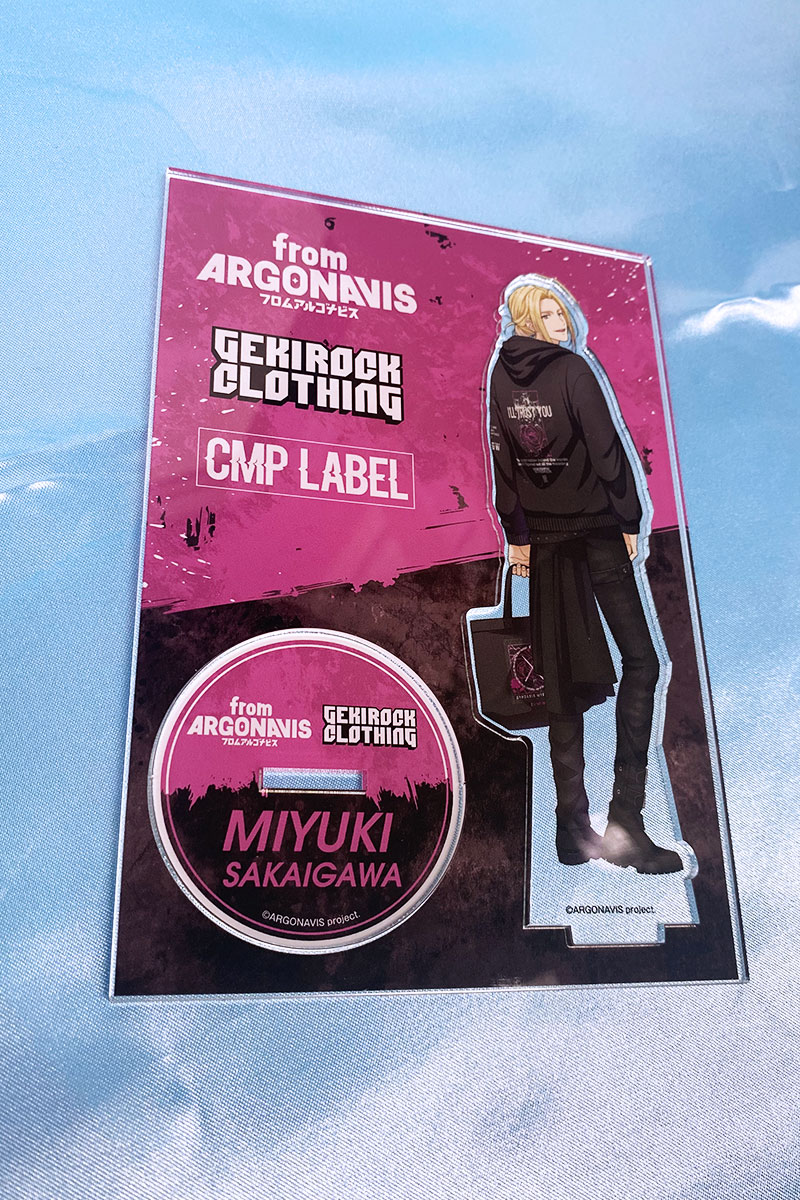 from
ARGONAVIS
フロムアルゴナビス
GEKIROCK
CLOTHING
CMP LABEL
I'LL TRUST YOU
from
ARGONAVIS
フロムアルゴナビス
GEKIROCK
CLOTHING
MIYUKI
SAKAIGAWA
©ARGONAVIS project.
©ARGONAVIS project.